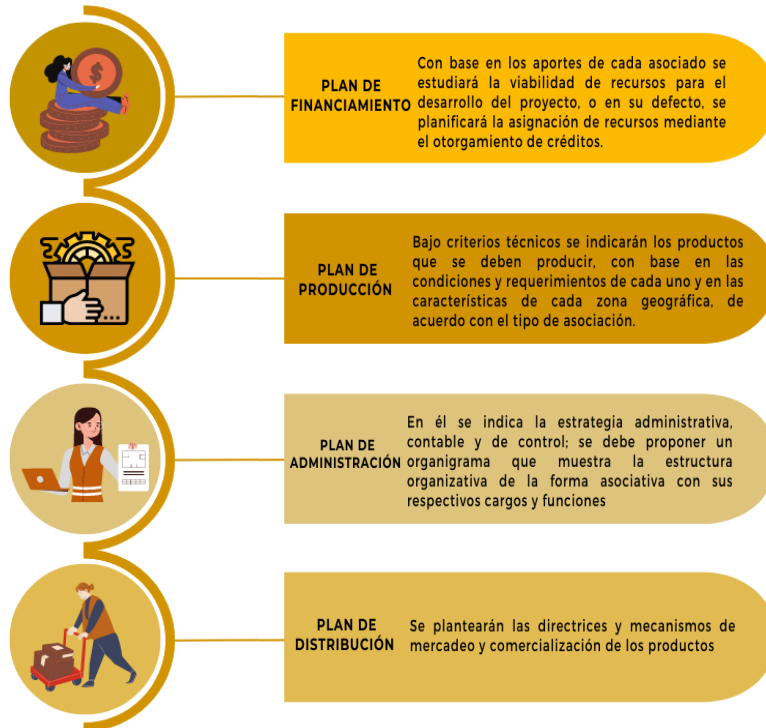 PLAN DE
FINANCIAMIENTO
Con base en los aportes de cada asociado se
estudiará la viabilidad de recursos para el
desarrollo del proyecto, o en su defecto, se
planificará la asignación de recursos mediante
el otorgamiento de créditos.
PLAN DE
PRODUCCIÓN
Bajo criterios técnicos se indicarán los productos
que se deben producir, con base en las
condiciones y requerimientos de cada uno y en las
características de cada zona geográfica, de
acuerdo con el tipo de asociación.
PLAN DE
ADMINISTRACIÓN
En él se indica la estrategia administrativa,
contable y de control; se debe proponer un
organigrama que muestra la estructura
organizativa de la forma asociativa con sus
respectivos cargos y funciones
PLAN DE
DISTRIBUCIÓN
Se plantearán las directrices y mecanismos de
mercadeo y comercialización de los productos